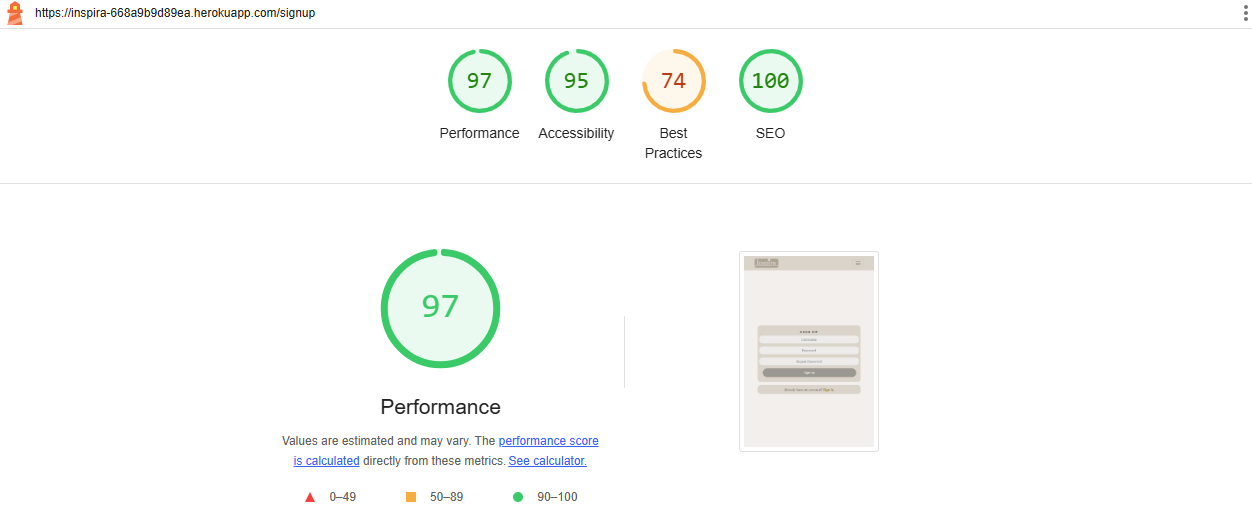 https://inspira-668a9b9d89ea.herokuapp.com/signup
97
95
74
100
Performance
Accessibility
Best
Practices
SEO
97
Performance
Values are estimated and may vary. The performance score
is calculated directly from these metrics. See calculator.
0–49
50–89
90–100